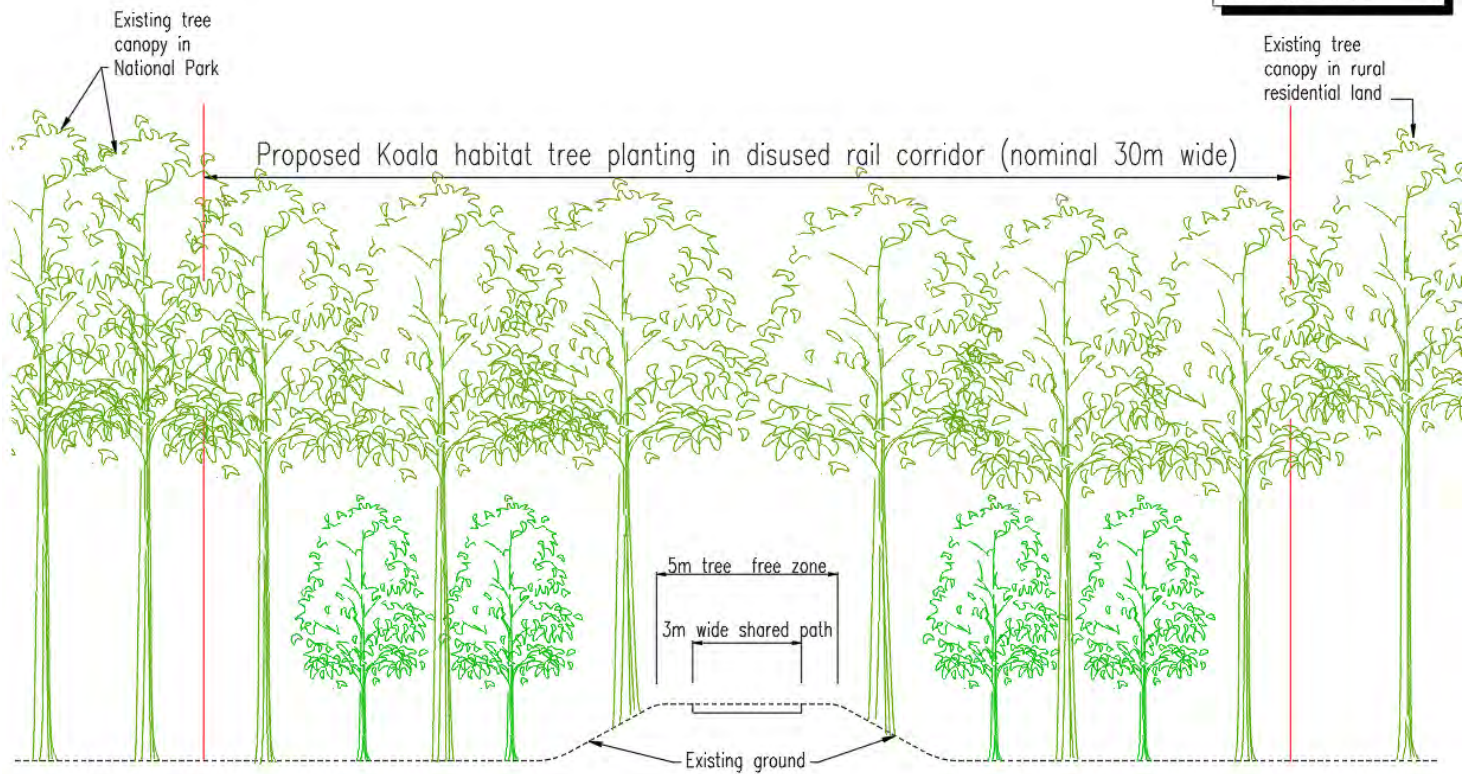 Existing tree
canopy in
National Park
Existing tree
canopy in rural
residential land
Proposed Koala habitat tree planting in disused rail corridor (nominal 30m wide)
5m tree free zone
3m wide shared path
Existing ground